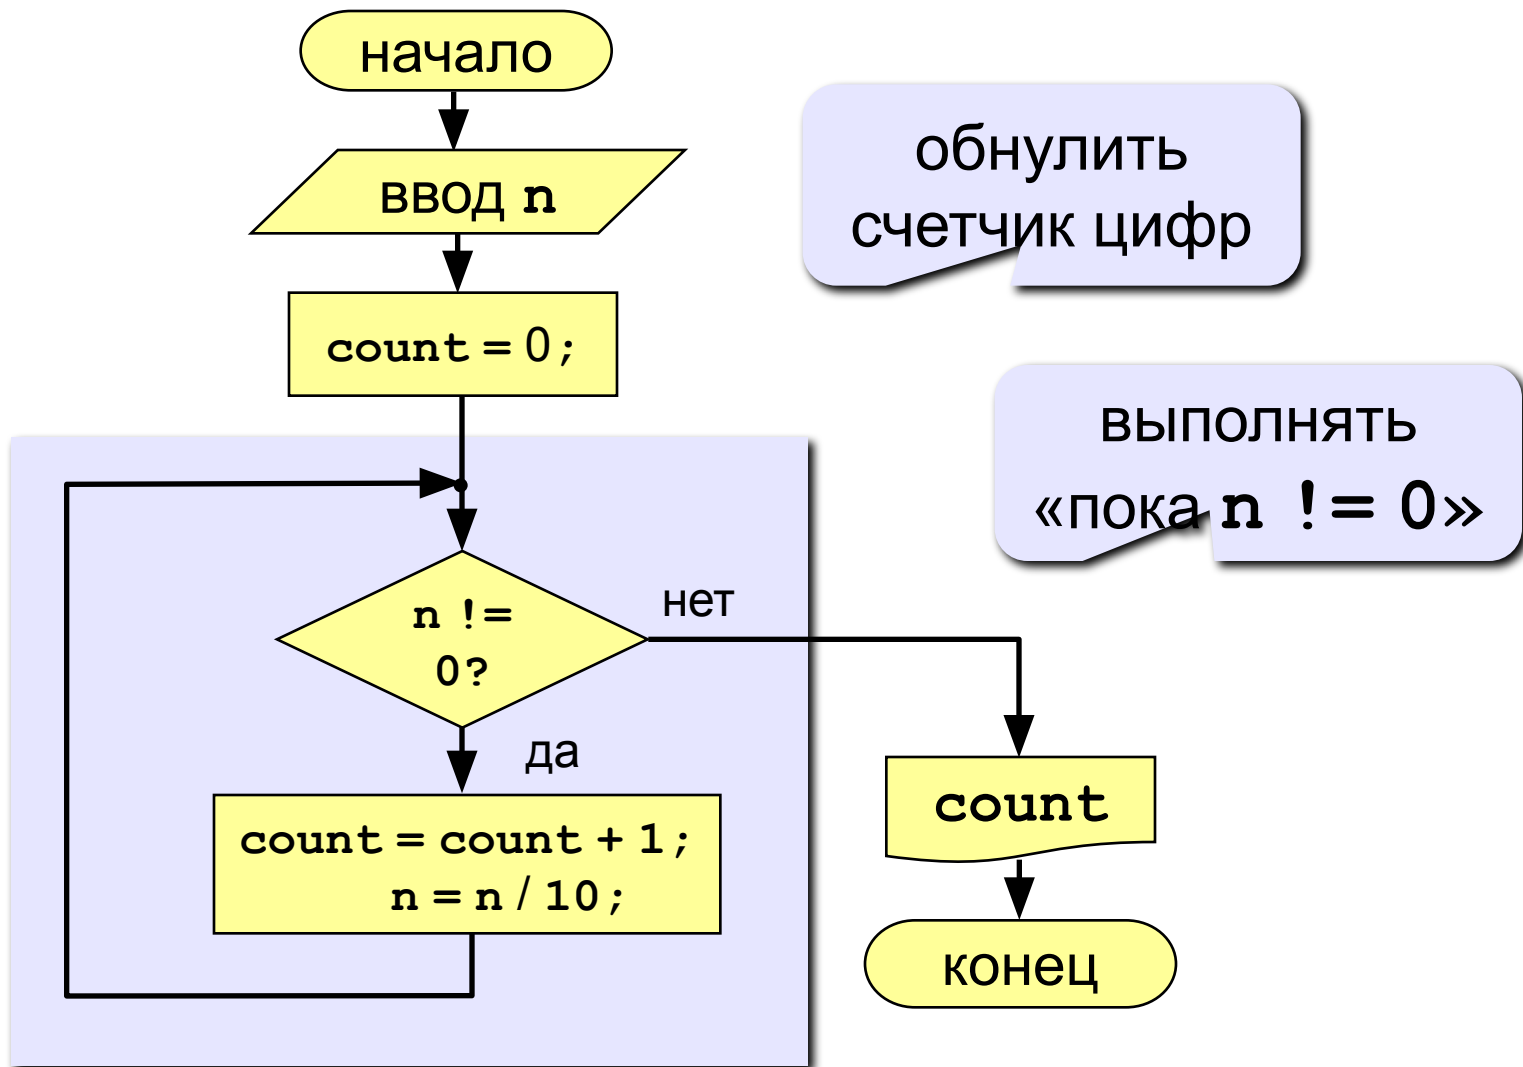 начало
ввод n
обнулить
счетчик цифр
count = 0;
выполнять
«пока n != 0»
n !=
0?
нет
да
count = count + 1;
n = n / 10;
count
конец